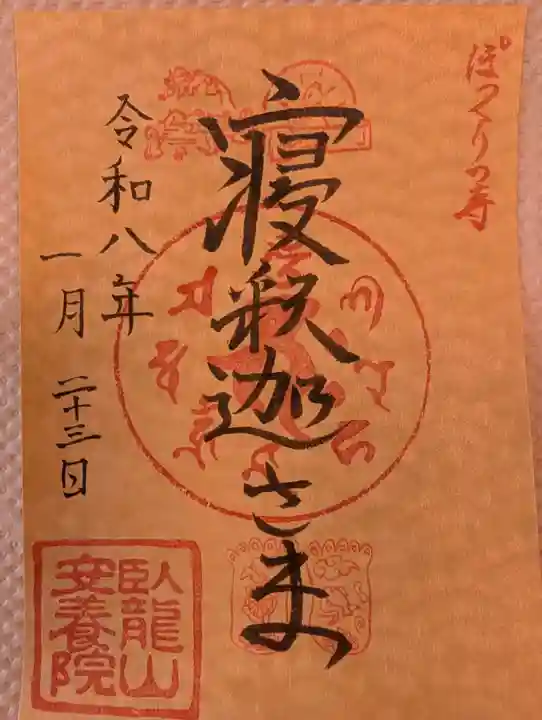 ぽっくりの寺
寝釈迦さま
令和八年
一月二十三日
臥龍山
安養院